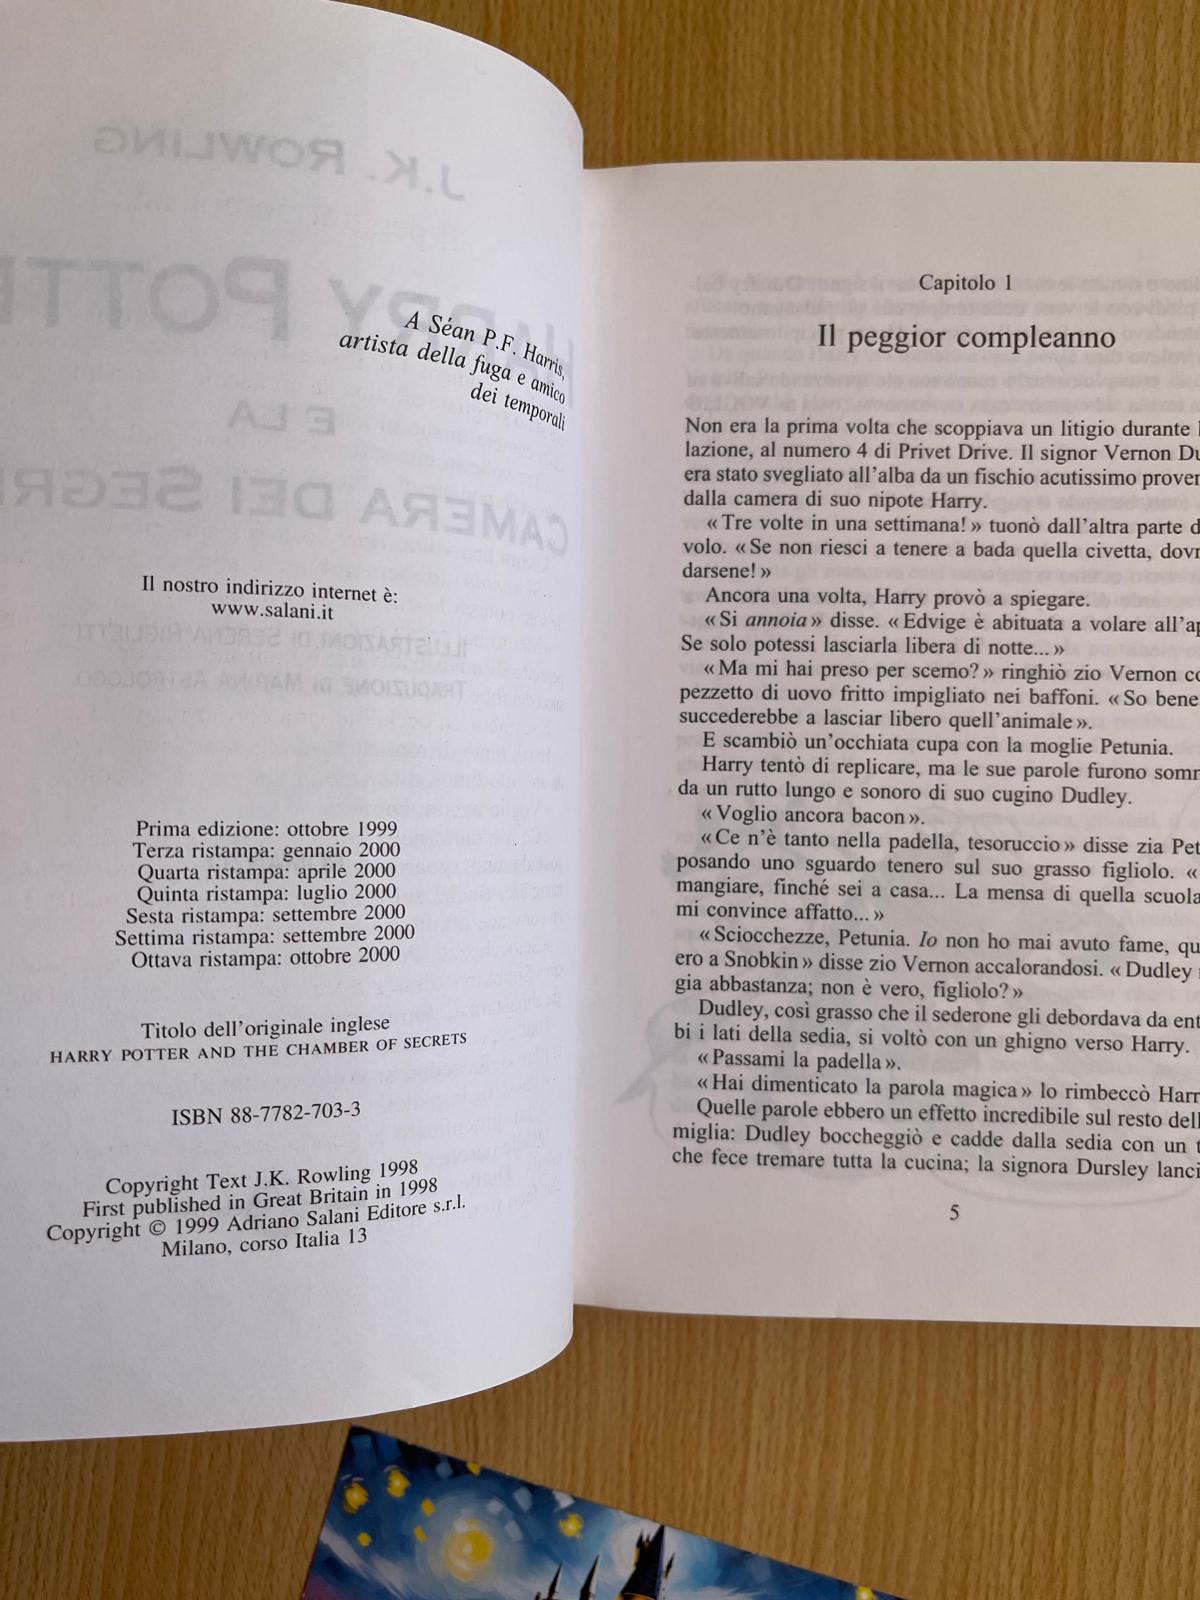 A Séan P.F. Harris,
artista della fuga e amico
dei temporali
Il nostro indirizzo internet è:
www.salani.it
Prima edizione: ottobre 1999
Terza ristampa: gennaio 2000
Quarta ristampa: aprile 2000
Quinta ristampa: luglio 2000
Sesta ristampa: settembre 2000
Settima ristampa: settembre 2000
Ottava ristampa: ottobre 2000
Titolo dell'originale inglese
HARRY POTTER AND THE CHAMBER OF SECRETS
ISBN 88-7782-703-3
Copyright Text J.K. Rowling 1998
First published in Great Britain in 1998
Copyright © 1999 Adriano Salani Editore s.r.l.
Milano, corso Italia 13
Capitolo 1
Il peggior compleanno
Non era la prima volta che scoppiava un litigio durante
lazione, al numero 4 di Privet Drive. Il signor Vernon Du
era stato svegliato all'alba da un fischio acutissimo prove
dalla camera di suo nipote Harry.
«Tre volte in una settimana!» tuonò dall'altra parte d
volo. «Se non riesci a tenere a bada quella civetta, dovr
darsene!»
Ancora una volta, Harry provò a spiegare.
«Si annoia» disse. «Edvige è abituata a volare all'ap
Se solo potessi lasciarla libera di notte...»
«Ma mi hai preso per scemo?» ringhiò zio Vernon co
pezzetto di uovo fritto impigliato nei baffoni. «So bene
succederebbe a lasciar libero quell'animale».
E scambiò un'occhiata cupa con la moglie Petunia.
Harry tentò di replicare, ma le sue parole furono somm
da un rutto lungo e sonoro di suo cugino Dudley.
«Voglio ancora bacon».
«Ce n'è tanto nella padella, tesoruccio» disse zia Pet
posando uno sguardo tenero sul suo grasso figliolo. «
mangiare, finché sei a casa... La mensa di quella scuola
mi convince affatto...»
«Sciocchezze, Petunia. Io non ho mai avuto fame, qu
ero a Snobkin» disse zio Vernon accalorandosi. «Dudley
gia abbastanza; non è vero, figliolo?»
Dudley, così grasso che il sederone gli debordava da ent
bi i lati della sedia, si voltò con un ghigno verso Harry.
«Passami la padella».
«Hai dimenticato la parola magica» lo rimbeccò Harr
Quelle parole ebbero un effetto incredibile sul resto dell
miglia: Dudley boccheggiò e cadde dalla sedia con un t
che fece tremare tutta la cucina; la signora Dursley lanci
5